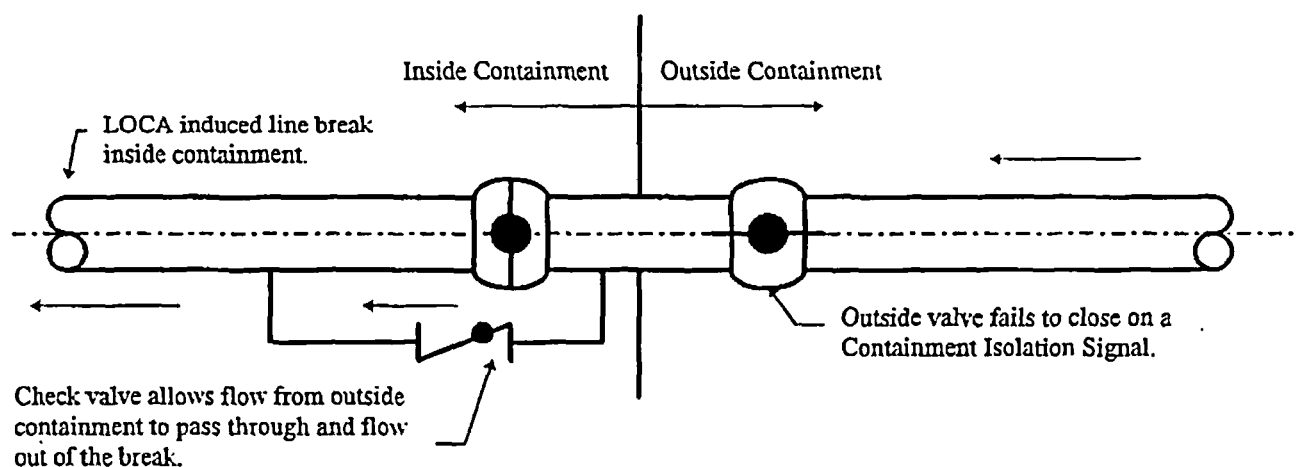 Inside Containment
Outside Containment
LOCA induced line break
inside containment.
Outside valve fails to close on a
Containment Isolation Signal.
Check valve allows flow from outside
containment to pass through and flow
out of the break.